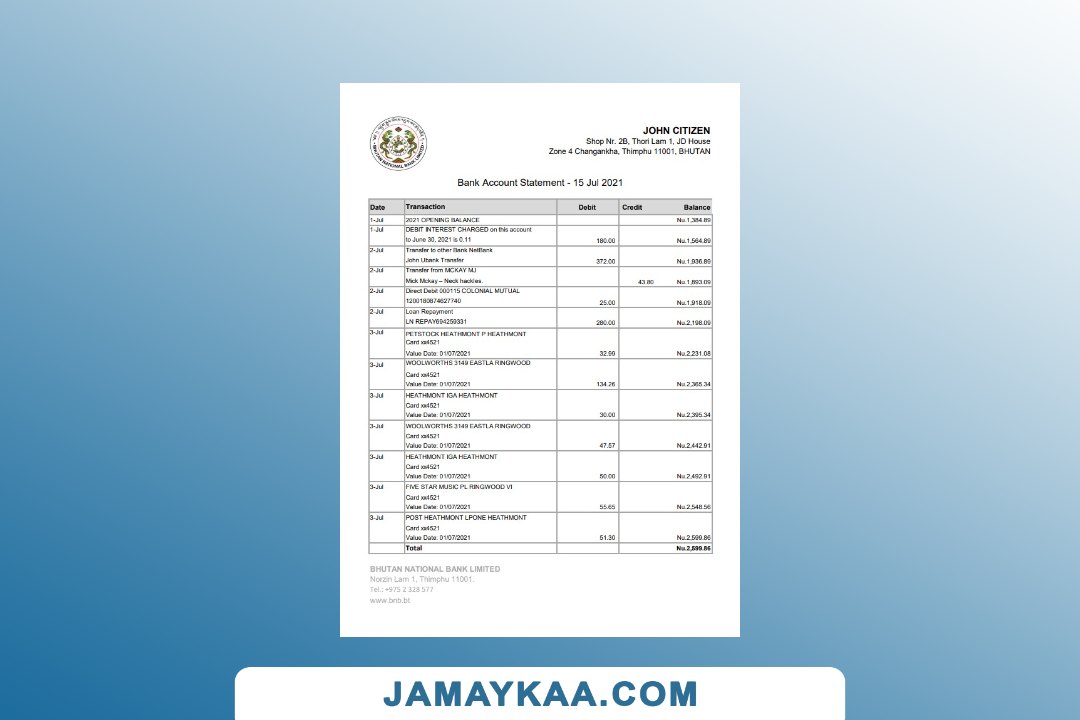 BHUTAN NATIONAL BANK LIMITED
JOHN CITIZEN
Shop Nr. 2B, Thori Lam 1, JD House
Zone 4 Changankha, Thimphu 11001, BHUTAN
Bank Account Statement - 15 Jul 2021
Date Transaction Debit Credit Balance
1-Jul 2021 OPENING BALANCE Nu.1,384.89
1-Jul DEBIT INTEREST CHARGED on this account
to June 30, 2021 is 0.11 180.00 Nu.1,564.89
2-Jul Transfer to other Bank NetBank
John Ubank Transfer 372.00 Nu.1,936.89
2-Jul Transfer from MCKAY MJ
Mick Mckay – Neck hackles. 43.80 Nu.1,893.09
2-Jul Direct Debit 000115 COLONIAL MUTUAL
1200180874627740 25.00 Nu.1,918.09
2-Jul Loan Repayment
LN REPAY694259331 280.00 Nu.2,198.09
3-Jul PETSTOCK HEATHMONT P HEATHMONT
Card xx4521
Value Date: 01/07/2021 32.99 Nu.2,231.08
3-Jul WOOLWORTHS 3149 EASTLA RINGWOOD
Card xx4521
Value Date: 01/07/2021 134.26 Nu.2,365.34
3-Jul HEATHMONT IGA HEATHMONT
Card xx4521
Value Date: 01/07/2021 30.00 Nu.2,395.34
3-Jul WOOLWORTHS 3149 EASTLA RINGWOOD
Card xx4521
Value Date: 01/07/2021 47.57 Nu.2,442.91
3-Jul HEATHMONT IGA HEATHMONT
Card xx4521
Value Date: 01/07/2021 50.00 Nu.2,492.91
3-Jul FIVE STAR MUSIC PL RINGWOOD VI
Card xx4521
Value Date: 01/07/2021 55.65 Nu.2,548.56
3-Jul POST HEATHMONT LPONE HEATHMONT
Card xx4521
Value Date: 01/07/2021 51.30 Nu.2,599.86
Total Nu.2,599.86
BHUTAN NATIONAL BANK LIMITED
Norzin Lam 1, Thimphu 11001.
Tel.: +975 2 328 577
www.bnb.bt
JAMAYKAA.COM